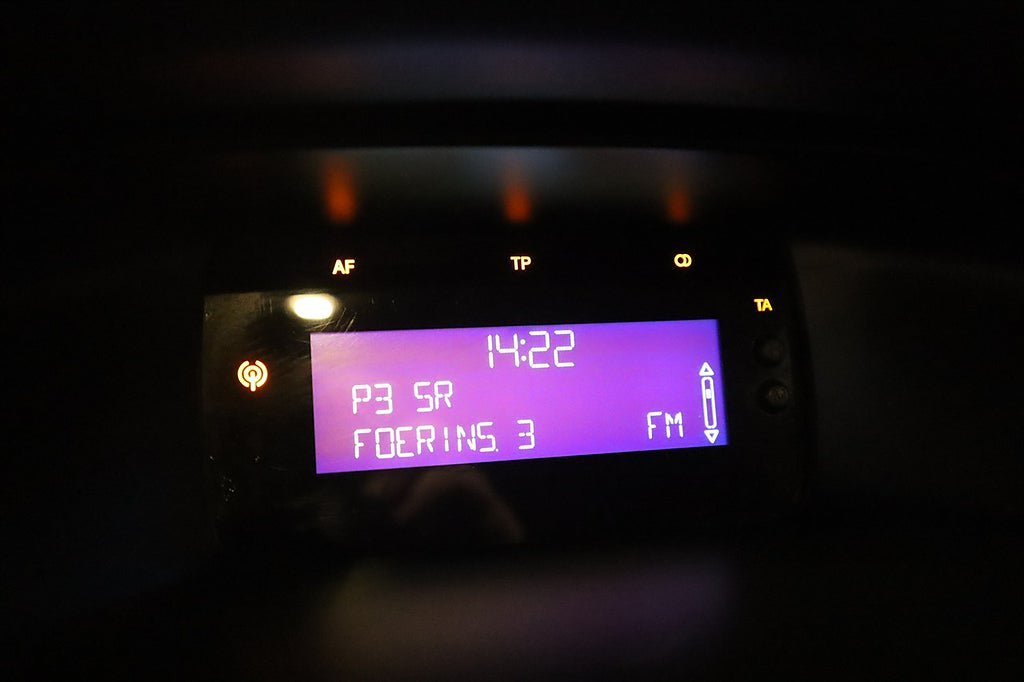 AF TP
TA
14:22
P3 SR
FOERINS. 3 FM